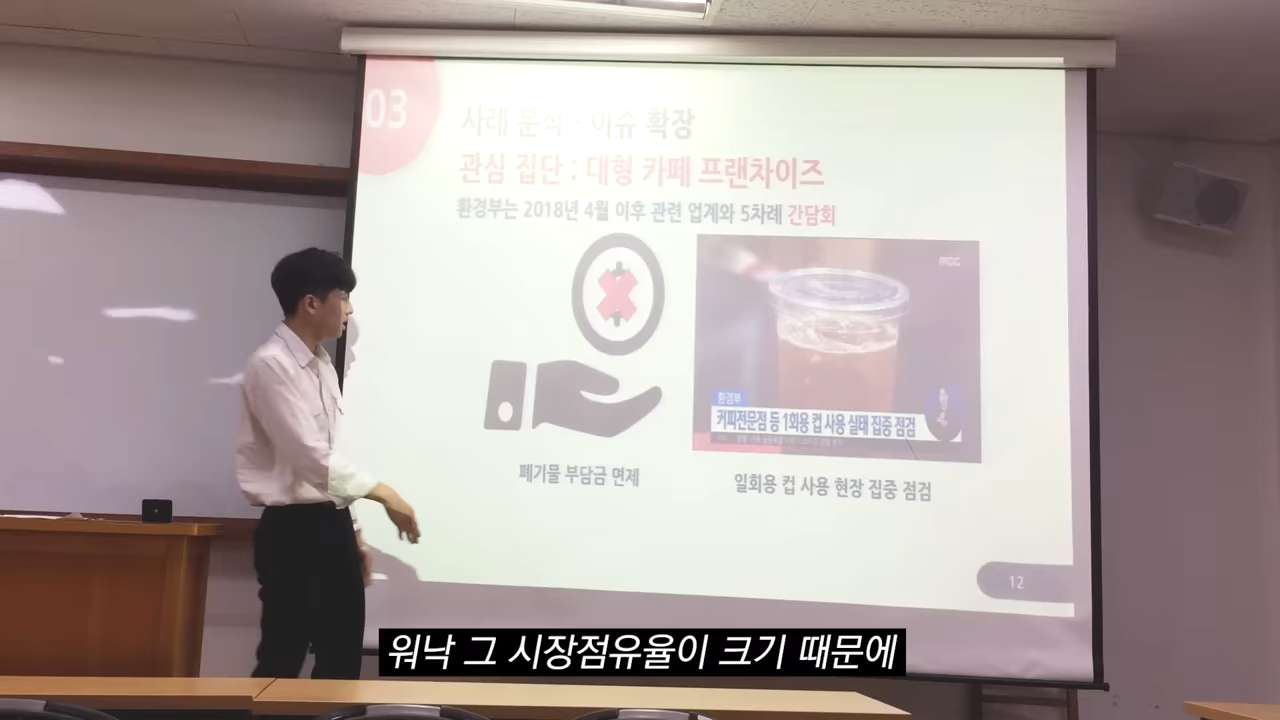 03
사례 분석 - 이슈 확장
관심 집단 : 대형 카페 프랜차이즈
환경부는 2018년 4월 이후 관련 업계와 5차례 간담회
MBC
환경부
커피전문점 등 1회용 컵 사용 실태 집중 점검
폐기물 부담금 면제
일회용 컵 사용 현장 집중 점검
12
워낙 그 시장점유율이 크기 때문에